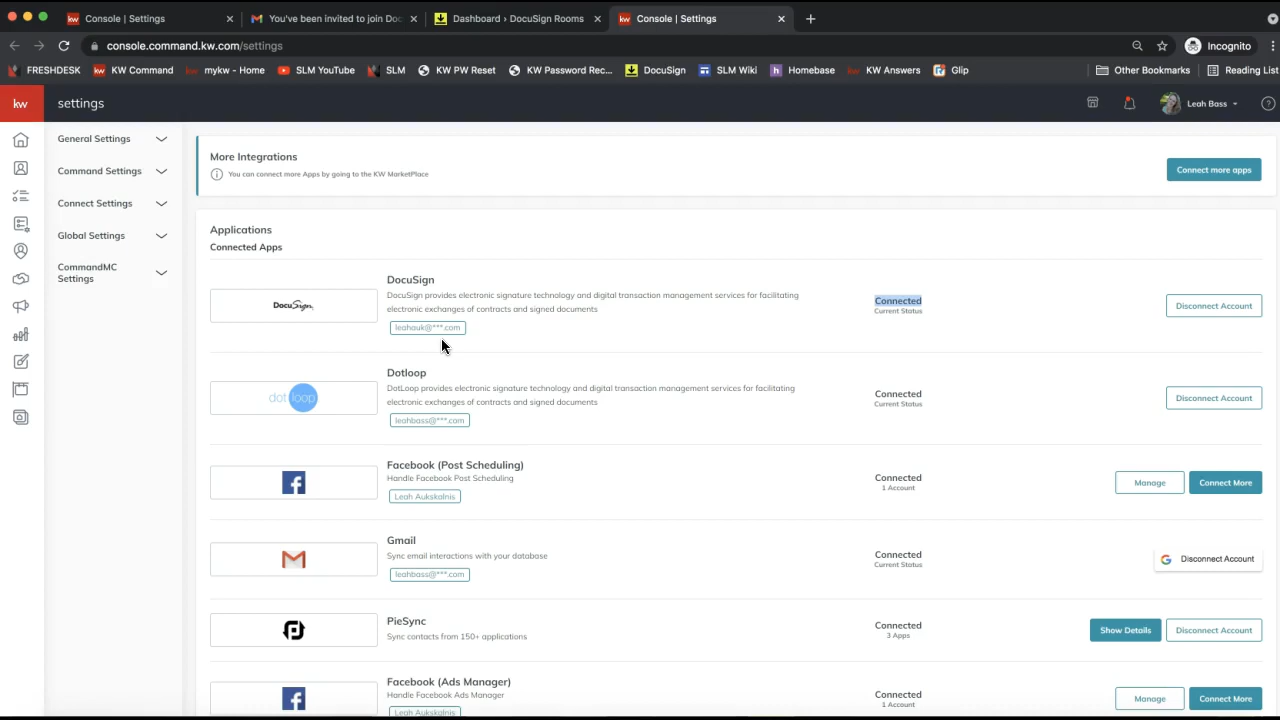 Console | Settings
You've been invited to join Doc
Dashboard › DocuSign Rooms
Console | Settings
console.command.kw.com/settings
Incognito
FRESHDESK
KW Command
mykw - Home
SLM YouTube
SLM
KW PW Reset
KW Password Rec...
DocuSign
SLM Wiki
Homebase
KW Answers
Glip
Other Bookmarks
Reading List
kw
settings
Leah Bass
General Settings
Command Settings
Connect Settings
Global Settings
CommandMC
Settings
More Integrations
You can connect more Apps by going to the KW MarketPlace
Connect more apps
Applications
Connected Apps
DocuSign
DocuSign
DocuSign provides electronic signature technology and digital transaction management services for facilitating
electronic exchanges of contracts and signed documents
leahauk@***.com
Connected
Current Status
Disconnect Account
dotloop
Dotloop
DotLoop provides electronic signature technology and digital transaction management services for facilitating
electronic exchanges of contracts and signed documents
leahbass@***.com
Connected
Current Status
Disconnect Account
Facebook (Post Scheduling)
Handle Facebook Post Scheduling
Leah Aukskalnis
Connected
1 Account
Manage
Connect More
Gmail
Sync email interactions with your database
leahbass@***.com
Connected
Current Status
Disconnect Account
PieSync
Sync contacts from 150+ applications
Connected
3 Apps
Show Details
Disconnect Account
Facebook (Ads Manager)
Handle Facebook Ads Manager
Leah Aukskalnis
Connected
1 Account
Manage
Connect More